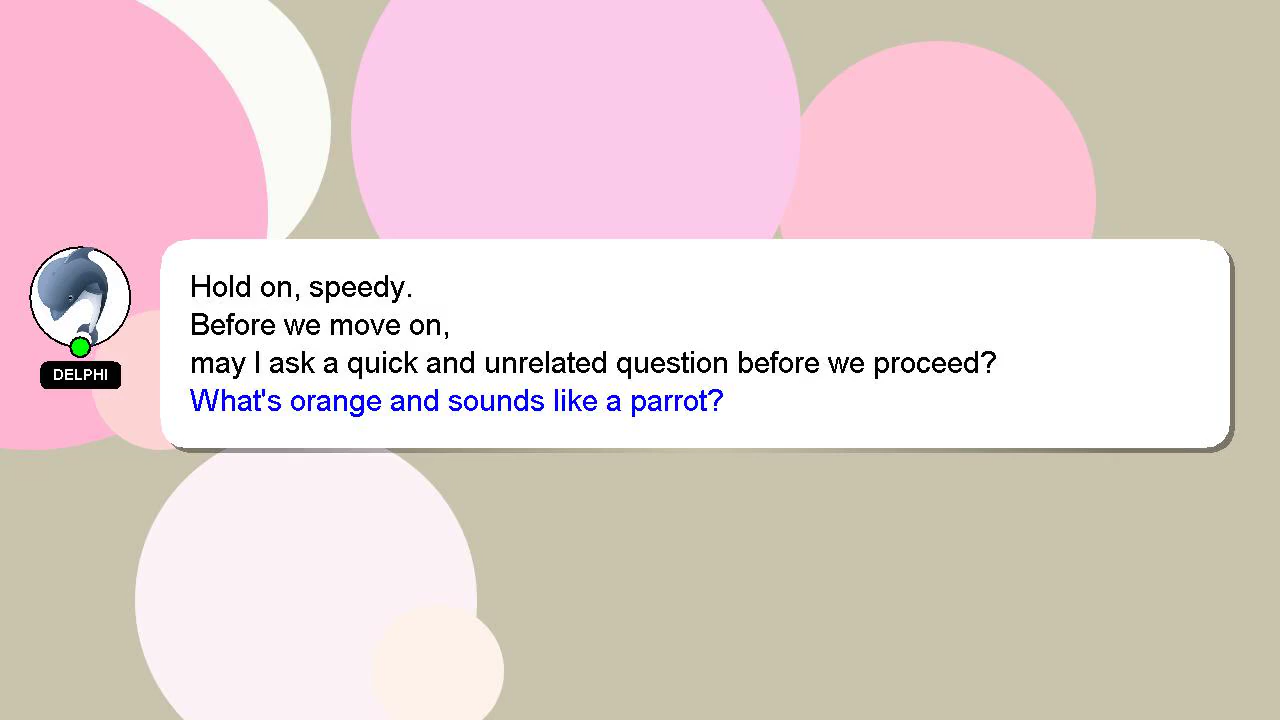 Hold on, speedy.
Before we move on,
may I ask a quick and unrelated question before we proceed?
What's orange and sounds like a parrot?
DELPHI